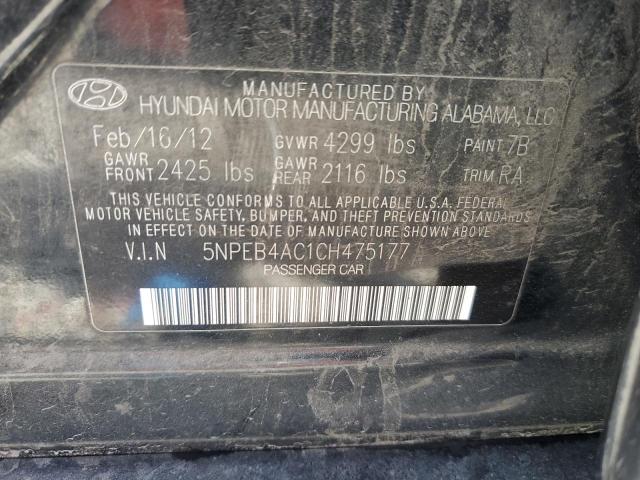 MANUFACTURED BY
HYUNDAI MOTOR MANUFACTURING ALABAMA, LLC
Feb/16/12 GVWR 4299 lbs PAINT 7B
GAWR FRONT 2425 lbs GAWR REAR 2116 lbs TRIM RA
THIS VEHICLE CONFORMS TO ALL APPLICABLE U.S.A. FEDERAL
MOTOR VEHICLE SAFETY, BUMPER, AND THEFT PREVENTION STANDARDS
IN EFFECT ON THE DATE OF MANUFACTURE SHOWN ABOVE.
V.I.N 5NPEB4AC1CH475177
PASSENGER CAR